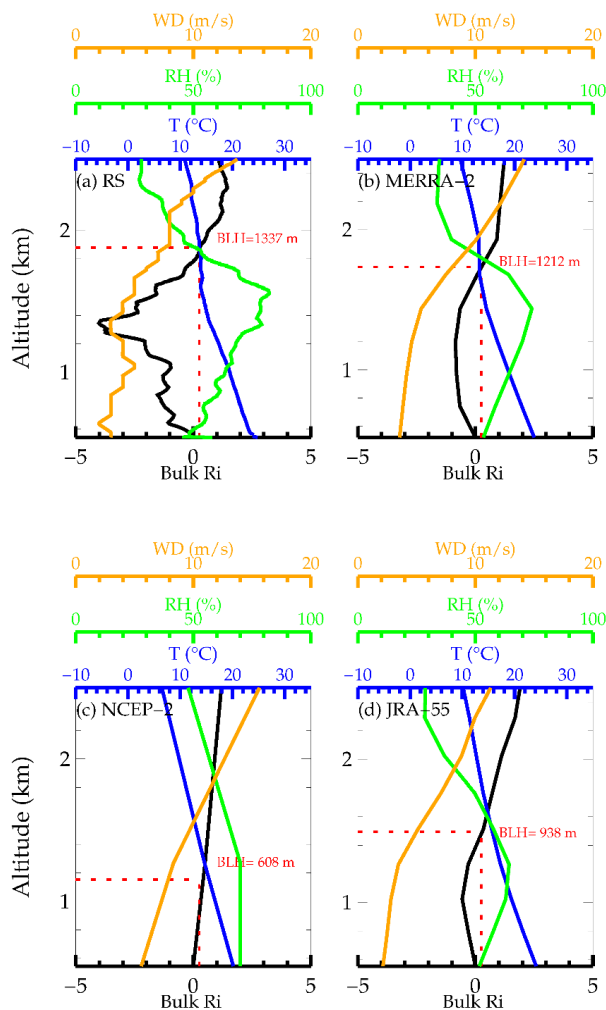 WD (m/s) WD (m/s)
0 10 20 0 10 20
RH (%) RH (%)
0 50 100 0 50 100
T (°C) T (°C)
−10 0 10 20 30 −10 0 10 20 30
(a) RS (b) MERRA−2
BLH=1337 m BLH=1212 m
Altitude (km)
2 2
1 1
−5 0 5 −5 0 5
Bulk Ri Bulk Ri
WD (m/s) WD (m/s)
0 10 20 0 10 20
RH (%) RH (%)
0 50 100 0 50 100
T (°C) T (°C)
−10 0 10 20 30 −10 0 10 20 30
(c) NCEP−2 (d) JRA−55
2 2
Altitude (km)
BLH= 608 m BLH= 938 m
1 1
−5 0 5 −5 0 5
Bulk Ri Bulk Ri